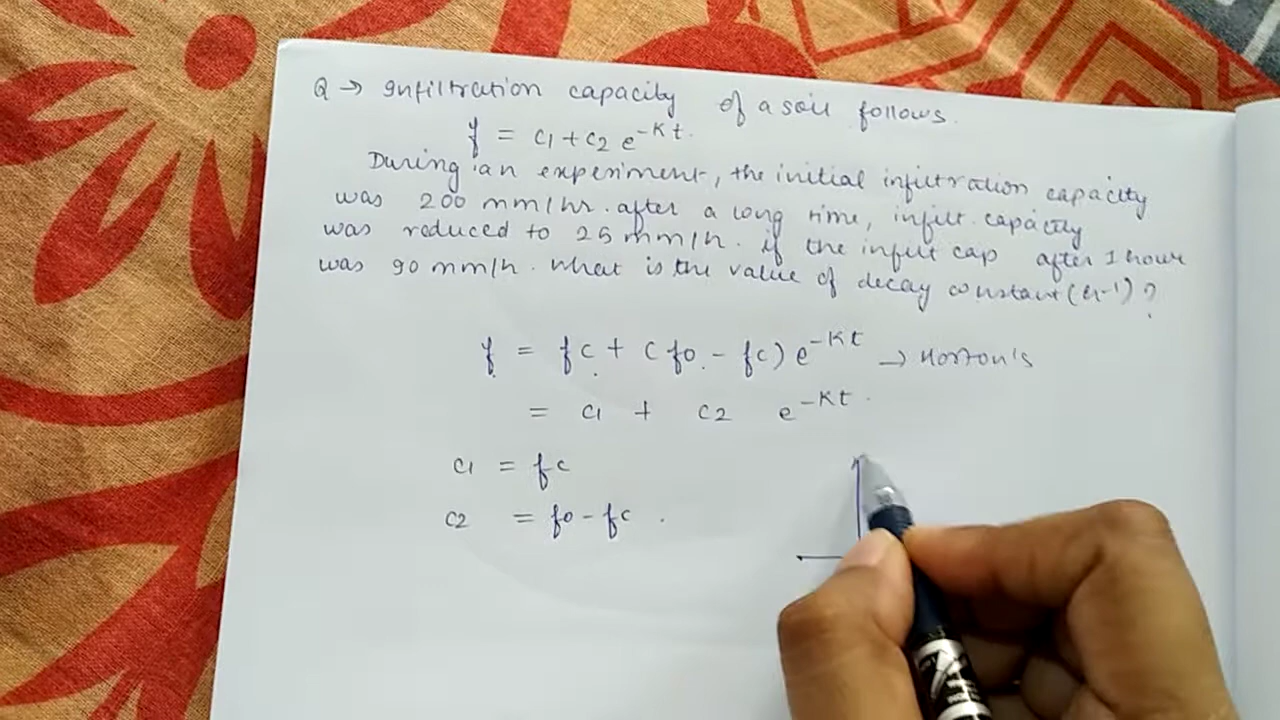 Q → Infiltration capacity of a soil follows.
f = c1 + c2 e^-Kt.
During an experiment, the initial infiltration capacity
was 200 mm/hr. after a long time, infilt. capacity
was reduced to 25 mm/h. if the infilt cap after 1 hour
was 90 mm/h. what is the value of decay constant (h^-1)?
f = fc + (fo - fc) e^-Kt → Horton's
= c1 + c2 e^-Kt.
c1 = fc
c2 = fo - fc.